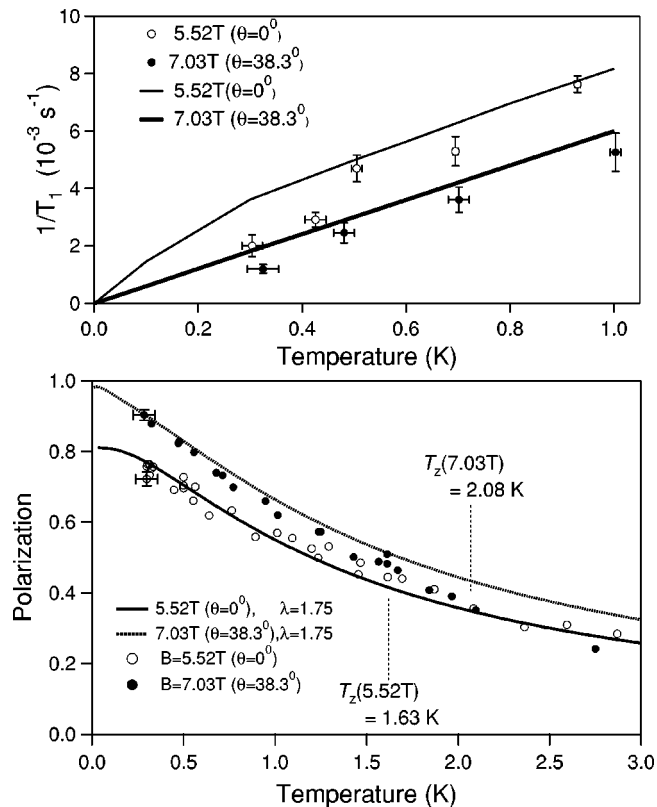 5.52T (θ=0⁰)
7.03T (θ=38.3⁰)
5.52T(θ=0⁰)
7.03T (θ=38.3⁰)
1/T₁ (10⁻³ s⁻¹)
10
8
6
4
2
0
0.0 0.2 0.4 0.6 0.8 1.0
Temperature (K)
1.0
0.8
0.6
0.4
0.2
0.0
Polarization
T_z(7.03T)
= 2.08 K
5.52T (θ=0⁰), λ=1.75
7.03T (θ=38.3⁰),λ=1.75
B=5.52T (θ=0⁰)
B=7.03T (θ=38.3⁰)
T_z(5.52T)
= 1.63 K
0.0 0.5 1.0 1.5 2.0 2.5 3.0
Temperature (K)